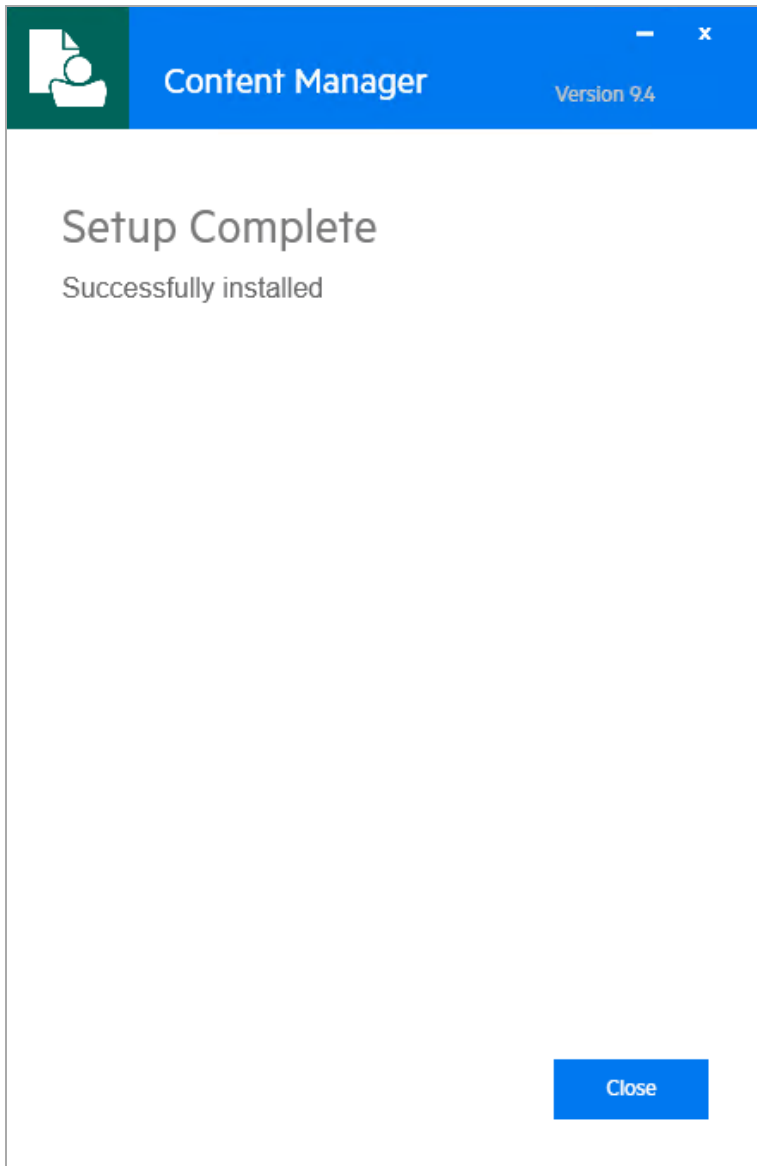 Content Manager
Version 9.4
Setup Complete
Successfully installed
Close